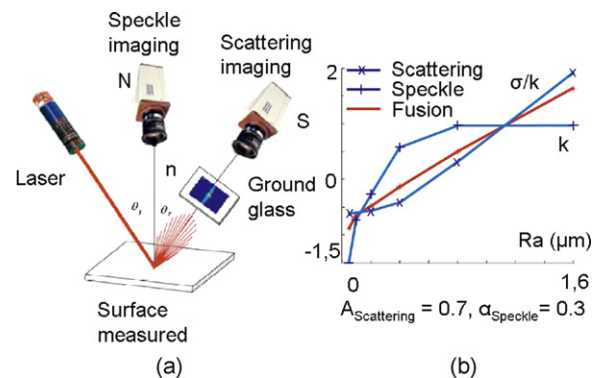 Speckle
imaging
N
Scattering
imaging
S
Laser
n
Ground
glass
θi
θr
Surface
measured
(a)
2
Scattering
Speckle
Fusion
σ/k
k
0
-1,5
Ra (μm)
0
1,6
AScattering = 0.7, αSpeckle= 0.3
(b)